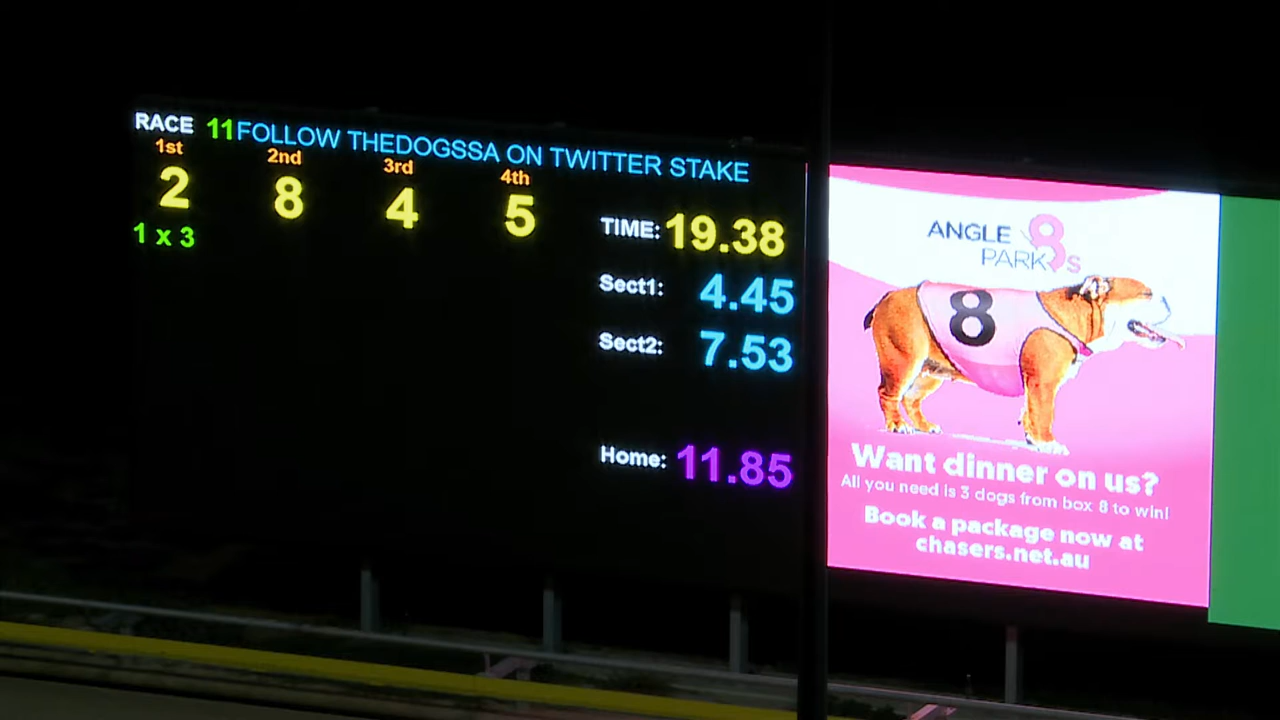 RACE 11FOLLOW THEDOGSSA ON TWITTER STAKE
1st 2nd 3rd 4th
2 8 4 5
1 x 3
TIME: 19.38
Sect1: 4.45
Sect2: 7.53
Home: 11.85
ANGLE
PARK 8s
8
Want dinner on us?
All you need is 3 dogs from box 8 to win!
Book a package now at
chasers.net.au